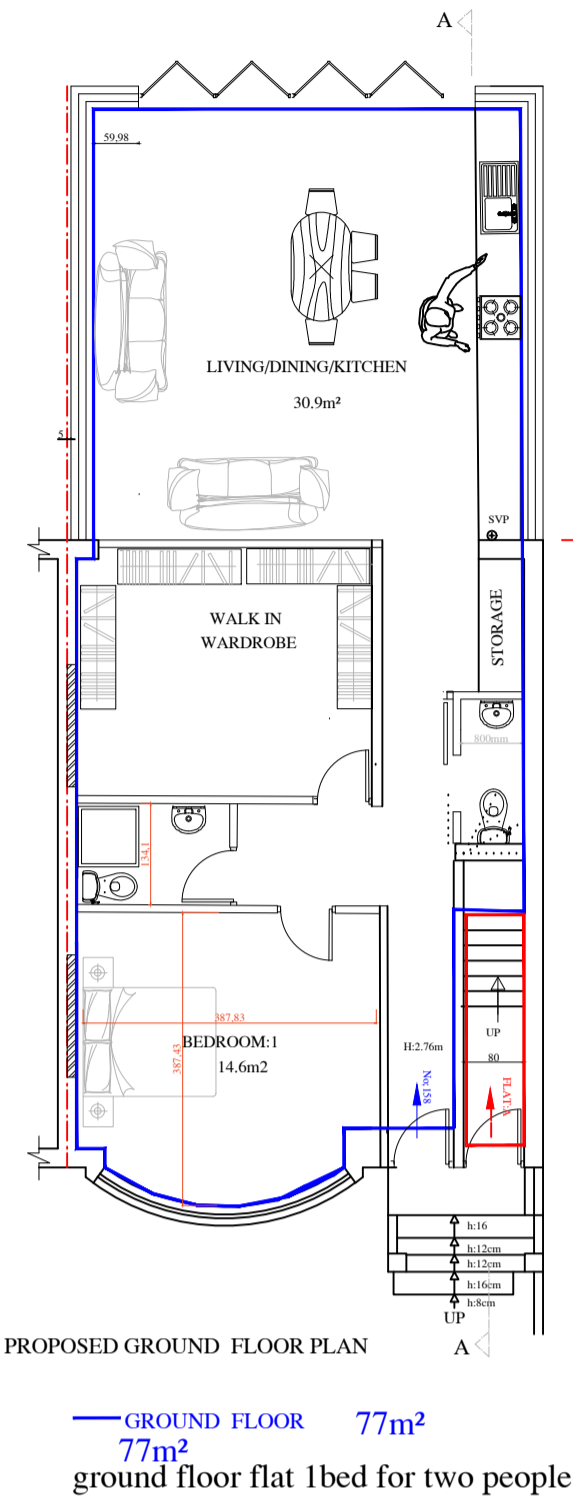 A
59,98
LIVING/DINING/KITCHEN
30.9m²
5
SVP
WALK IN
WARDROBE
STORAGE
800mm
134,1
387,83
BEDROOM:1
14.6m2
387,43
H:2.76m
UP
80
No;158
FLAT:A
h:16
h:12cm
h:12cm
h:16cm
h:8cm
UP
PROPOSED GROUND FLOOR PLAN
A
GROUND FLOOR 77m²
77m²
ground floor flat 1bed for two people